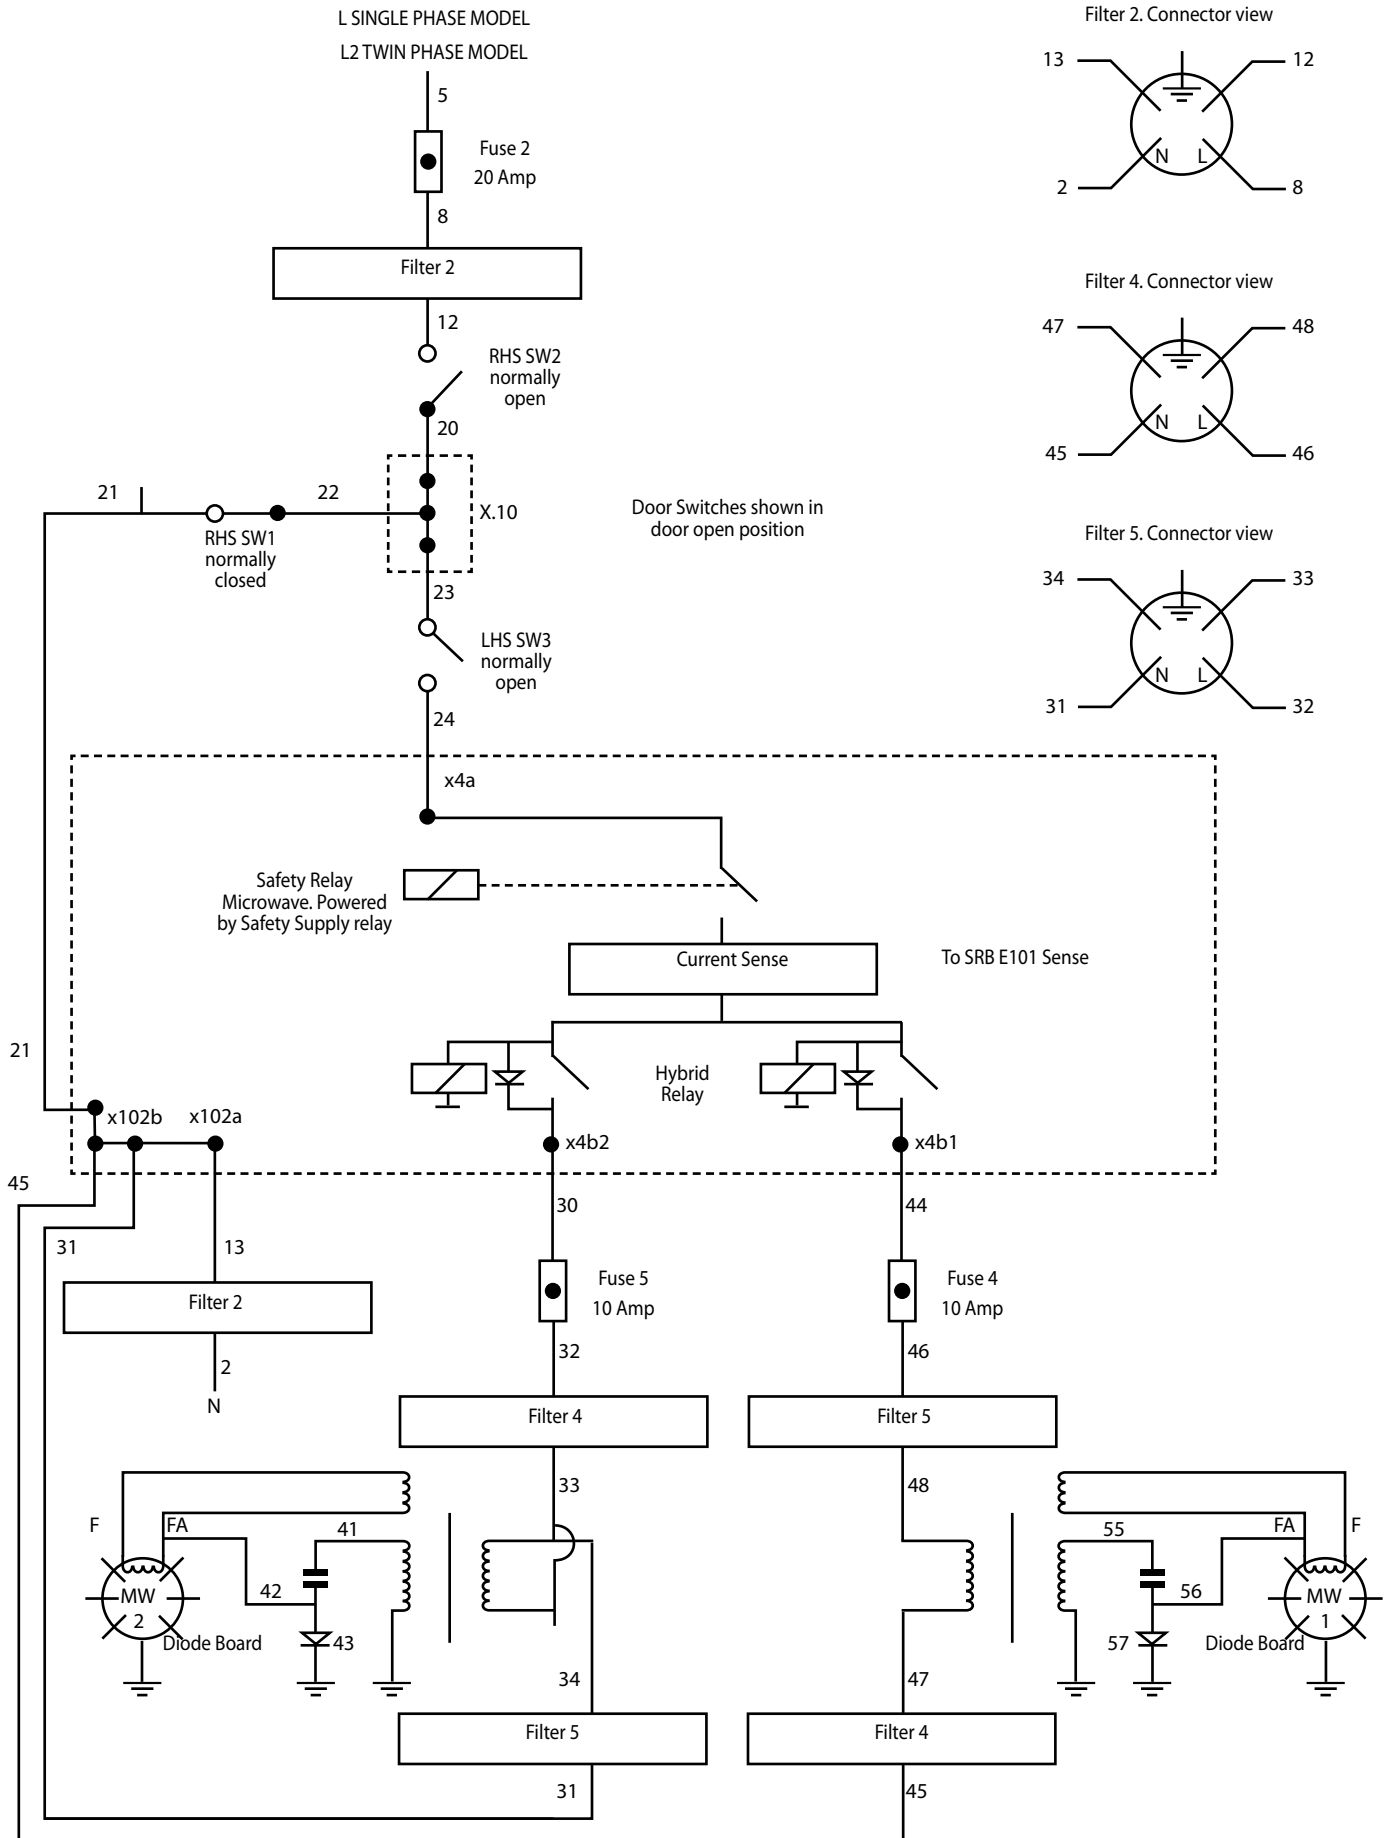 L SINGLE PHASE MODEL
L2 TWIN PHASE MODEL
5
Fuse 2
20 Amp
8
Filter 2
12
RHS SW2
normally
open
20
21
22
X.10
RHS SW1
normally
closed
23
LHS SW3
normally
open
24
Door Switches shown in
door open position
Filter 2. Connector view
13
12
N
L
2
8
Filter 4. Connector view
47
48
N
L
45
46
Filter 5. Connector view
34
33
N
L
31
32
x4a
Safety Relay
Microwave. Powered
by Safety Supply relay
Current Sense
To SRB E101 Sense
Hybrid
Relay
21
x102b
x102a
x4b2
x4b1
45
31
13
30
44
Filter 2
Fuse 5
10 Amp
Fuse 4
10 Amp
2
N
32
46
Filter 4
Filter 5
33
48
F
FA
41
42
MW
2
Diode Board
43
55
FA
F
56
MW
1
57
Diode Board
34
47
Filter 5
Filter 4
31
45